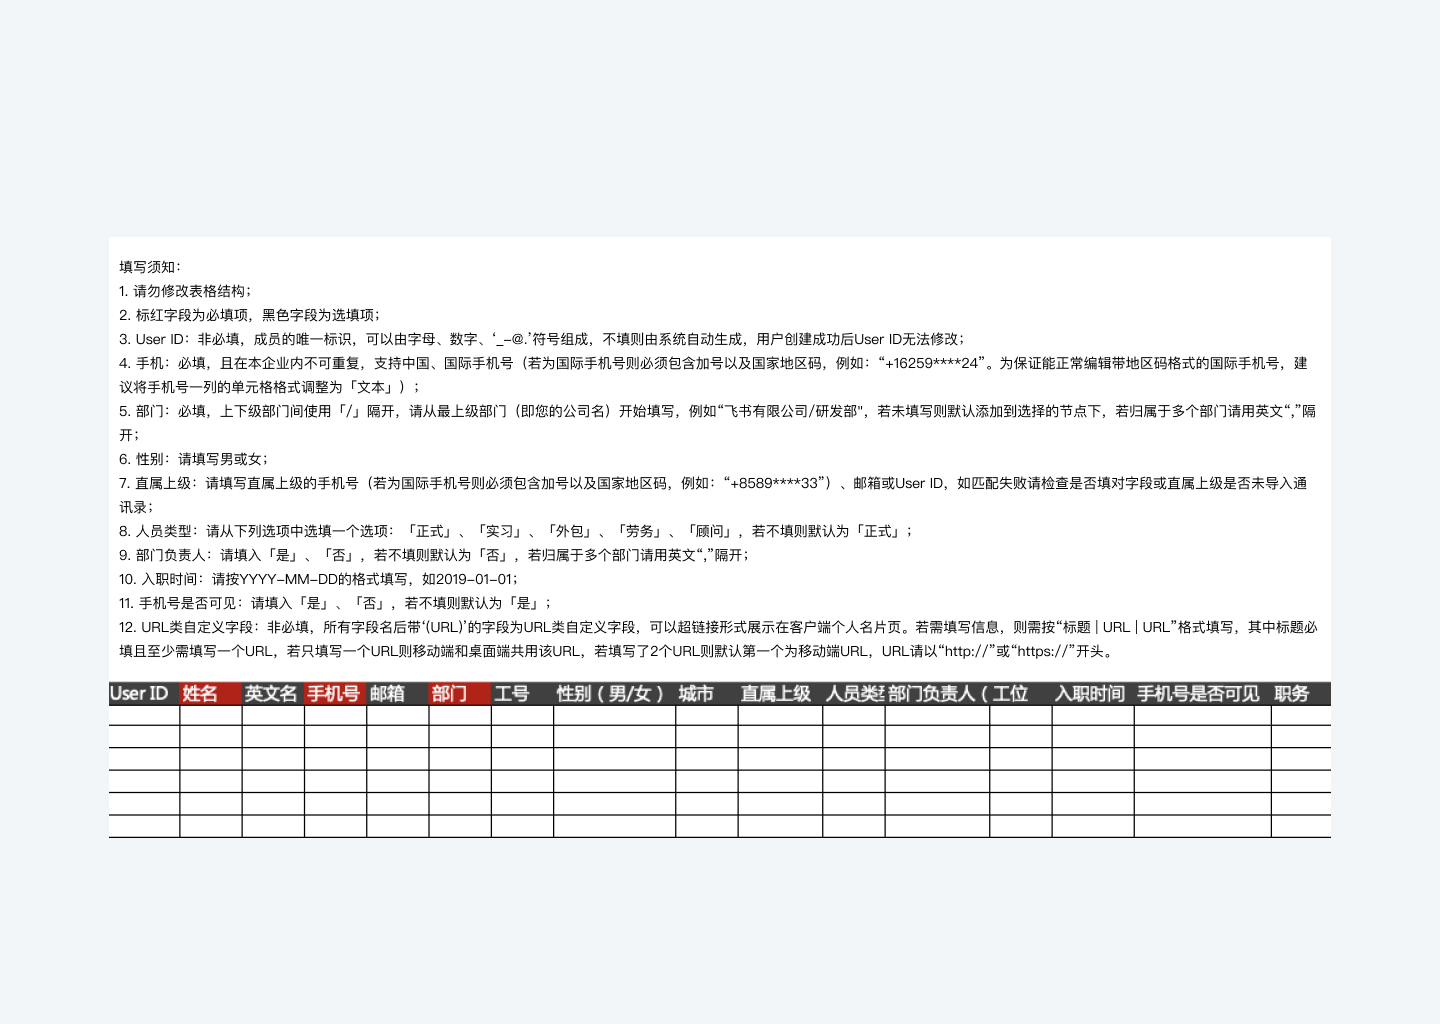 填写须知：
1. 请勿修改表格结构；
2. 标红字段为必填项，黑色字段为选填项；
3. User ID：非必填，成员的唯一标识，可以由字母、数字、‘_-@.’符号组成，不填则由系统自动生成，用户创建成功后User ID无法修改；
4. 手机：必填，且在本企业内不可重复，支持中国、国际手机号（若为国际手机号则必须包含加号以及国家地区码，例如：“+16259****24”。为保证能正常编辑带地区码格式的国际手机号，建
议将手机号一列的单元格格式调整为「文本」）；
5. 部门：必填，上下级部门间使用「/」隔开，请从最上级部门（即您的公司名）开始填写，例如“飞书有限公司/研发部"，若未填写则默认添加到选择的节点下，若归属于多个部门请用英文“,”隔
开；
6. 性别：请填写男或女；
7. 直属上级：请填写直属上级的手机号（若为国际手机号则必须包含加号以及国家地区码，例如：“+8589****33”）、邮箱或User ID，如匹配失败请检查是否填对字段或直属上级是否未导入通
讯录；
8. 人员类型：请从下列选项中选填一个选项：「正式」、「实习」、「外包」、「劳务」、「顾问」，若不填则默认为「正式」；
9. 部门负责人：请填入「是」、「否」，若不填则默认为「否」，若归属于多个部门请用英文“,”隔开；
10. 入职时间：请按YYYY-MM-DD的格式填写，如2019-01-01；
11. 手机号是否可见：请填入「是」、「否」，若不填则默认为「是」；
12. URL类自定义字段：非必填，所有字段名后带‘(URL)’的字段为URL类自定义字段，可以超链接形式展示在客户端个人名片页。若需填写信息，则需按“标题 | URL | URL”格式填写，其中标题必
填且至少需填写一个URL，若只填写一个URL则移动端和桌面端共用该URL，若填写了2个URL则默认第一个为移动端URL，URL请以“http://”或“https://”开头。
User ID 姓名 英文名 手机号 邮箱 部门 工号 性别（男/女） 城市 直属上级 人员类 部门负责人（ 工位 入职时间 手机号是否可见 职务